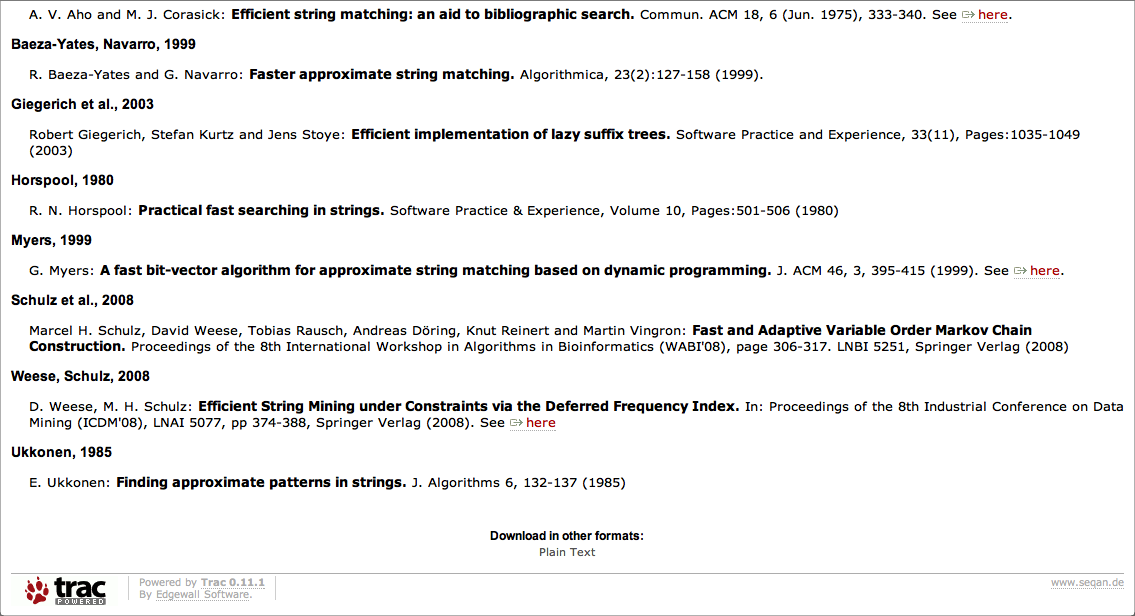 A. V. Aho and M. J. Corasick: Efficient string matching: an aid to bibliographic search. Commun. ACM 18, 6 (Jun. 1975), 333-340. See here.
Baeza-Yates, Navarro, 1999
R. Baeza-Yates and G. Navarro: Faster approximate string matching. Algorithmica, 23(2):127-158 (1999).
Giegerich et al., 2003
Robert Giegerich, Stefan Kurtz and Jens Stoye: Efficient implementation of lazy suffix trees. Software Practice and Experience, 33(11), Pages:1035-1049
(2003)
Horspool, 1980
R. N. Horspool: Practical fast searching in strings. Software Practice & Experience, Volume 10, Pages:501-506 (1980)
Myers, 1999
G. Myers: A fast bit-vector algorithm for approximate string matching based on dynamic programming. J. ACM 46, 3, 395-415 (1999). See here.
Schulz et al., 2008
Marcel H. Schulz, David Weese, Tobias Rausch, Andreas Döring, Knut Reinert and Martin Vingron: Fast and Adaptive Variable Order Markov Chain
Construction. Proceedings of the 8th International Workshop in Algorithms in Bioinformatics (WABI'08), page 306-317. LNBI 5251, Springer Verlag (2008)
Weese, Schulz, 2008
D. Weese, M. H. Schulz: Efficient String Mining under Constraints via the Deferred Frequency Index. In: Proceedings of the 8th Industrial Conference on Data
Mining (ICDM'08), LNAI 5077, pp 374-388, Springer Verlag (2008). See here
Ukkonen, 1985
E. Ukkonen: Finding approximate patterns in strings. J. Algorithms 6, 132-137 (1985)
Download in other formats:
Plain Text
trac
POWERED
Powered by Trac 0.11.1
By Edgewall Software.
www.seqan.de